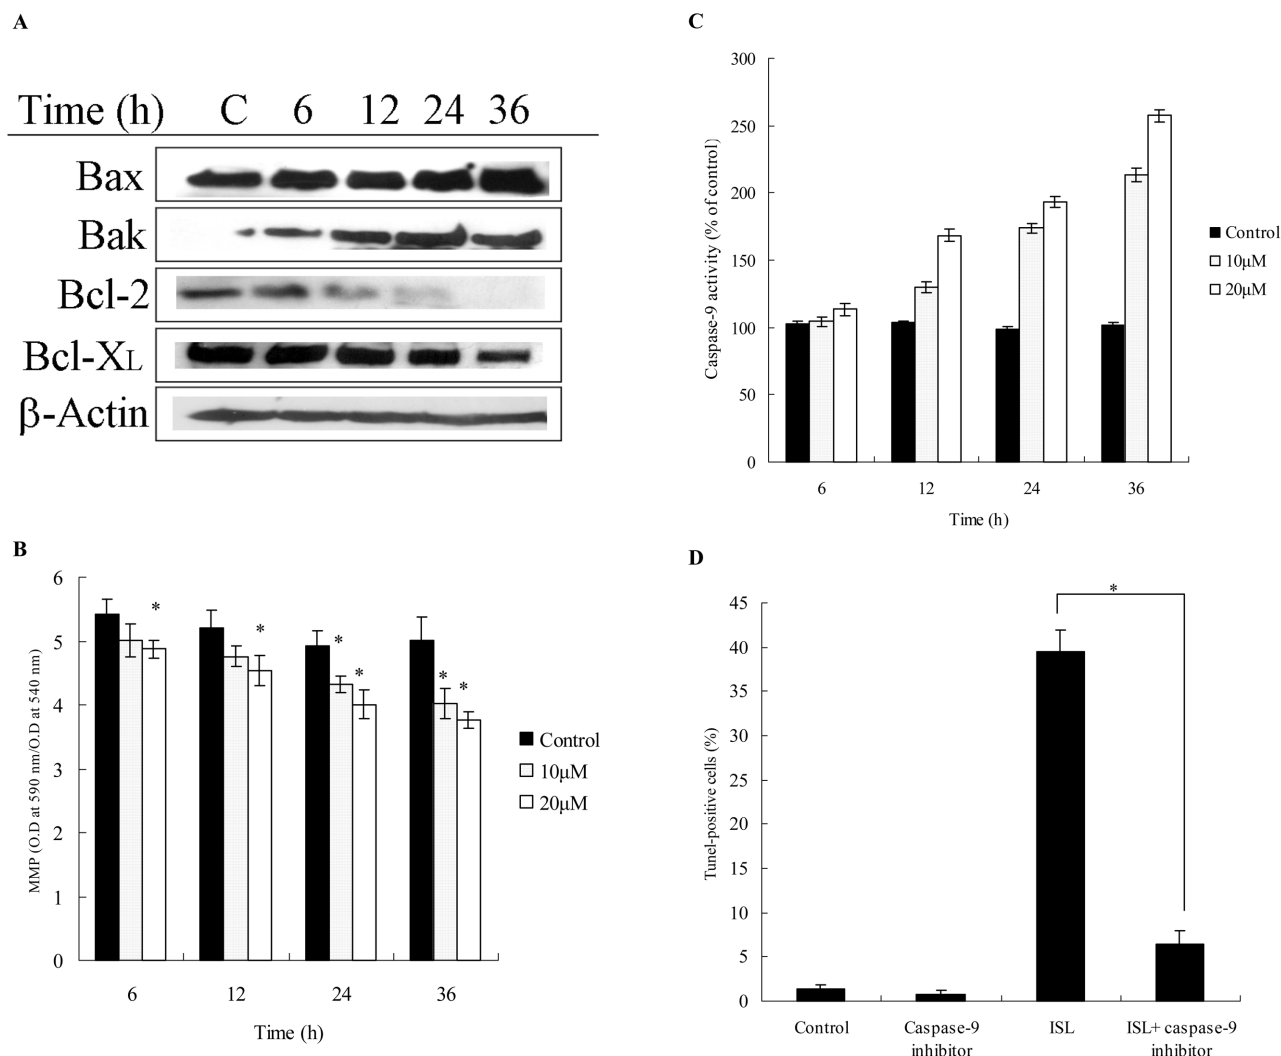 A
Time (h) C 6 12 24 36
Bax
Bak
Bcl-2
Bcl-XL
β-Actin
B
MMP (O.D at 590 nm/O.D at 540 nm)
6
5
4
3
2
1
0
* * * * * *
6 12 24 36
Time (h)
Control
10μM
20μM
C
Caspase-9 activity (% of control)
300
250
200
150
100
50
0
6 12 24 36
Time (h)
Control
10μM
20μM
D
Tunel-positive cells (%)
45
40
35
30
25
20
15
10
5
0
*
Control Caspase-9 ISL ISL+ caspase-9
inhibitor inhibitor